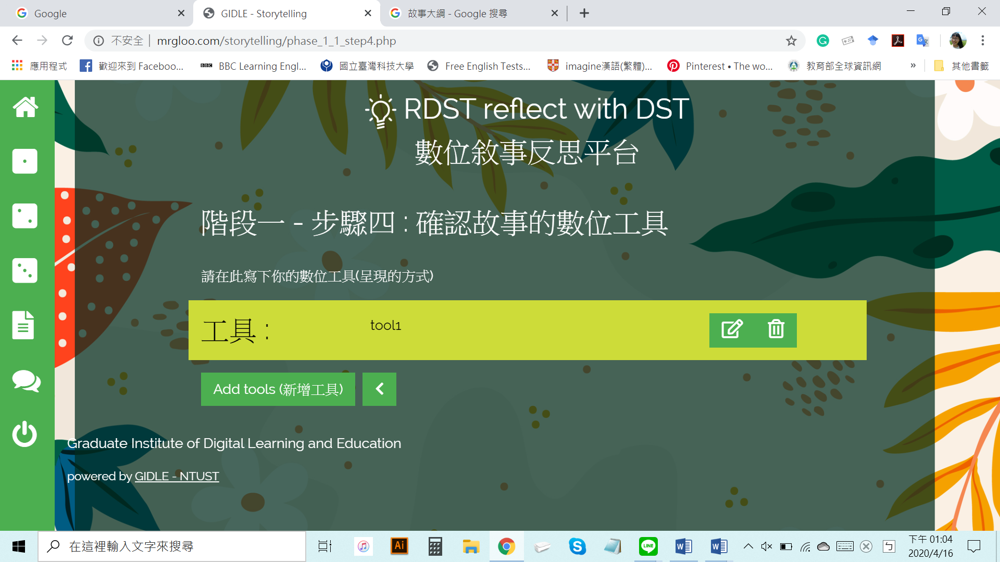 Google
GIDLE - Storytelling
故事大綱 - Google 搜尋
不安全
mrgloo.com/storytelling/phase_1_1_step4.php
應用程式
歡迎來到 Faceboo...
BBC
BBC Learning Engl...
國立臺灣科技大學
Free English Tests...
imagine漢語(繁體)...
Pinterest • The wo...
教育部全球資訊網
»
其他書籤
RDST reflect with DST
數位敘事反思平台
階段一 - 步驟四 : 確認故事的數位工具
請在此寫下你的數位工具(呈現的方式)
工具 :
tool1
Add tools (新增工具)
Graduate Institute of Digital Learning and Education
powered by GIDLE - NTUST
在這裡輸入文字來搜尋
Ai
LINE
ㄅ
下午 01:04
2020/4/16